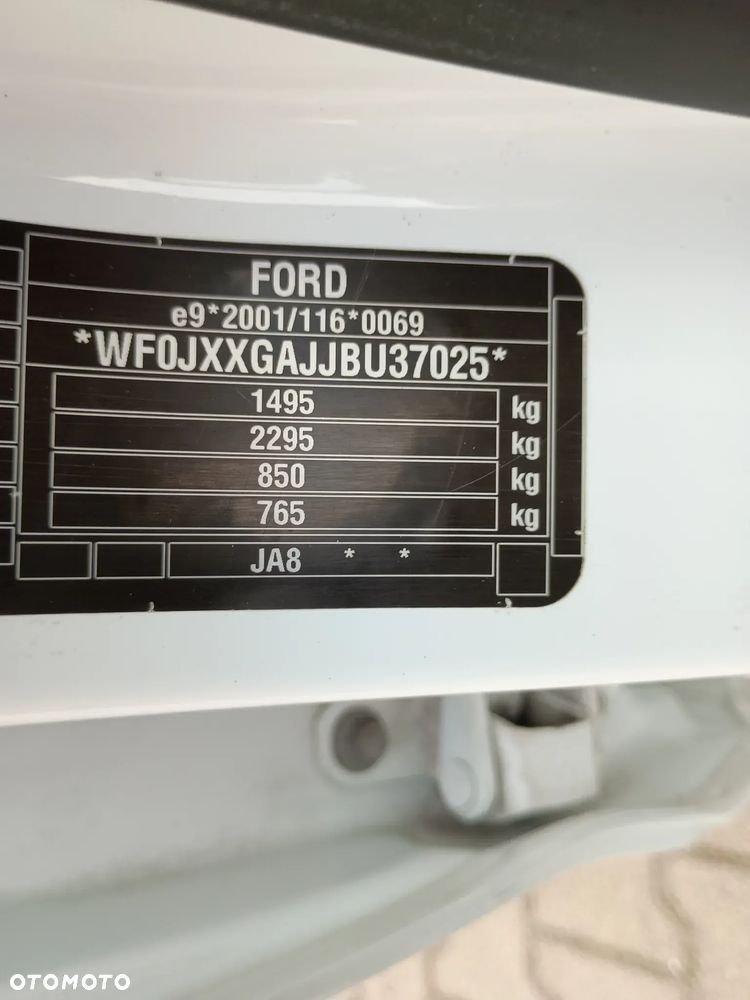 FORD
e9*2001/116*0069
*WF0JXXGAJJBU37025*
1495 kg
2295 kg
850 kg
765 kg
JA8 * *
OTOMOTO